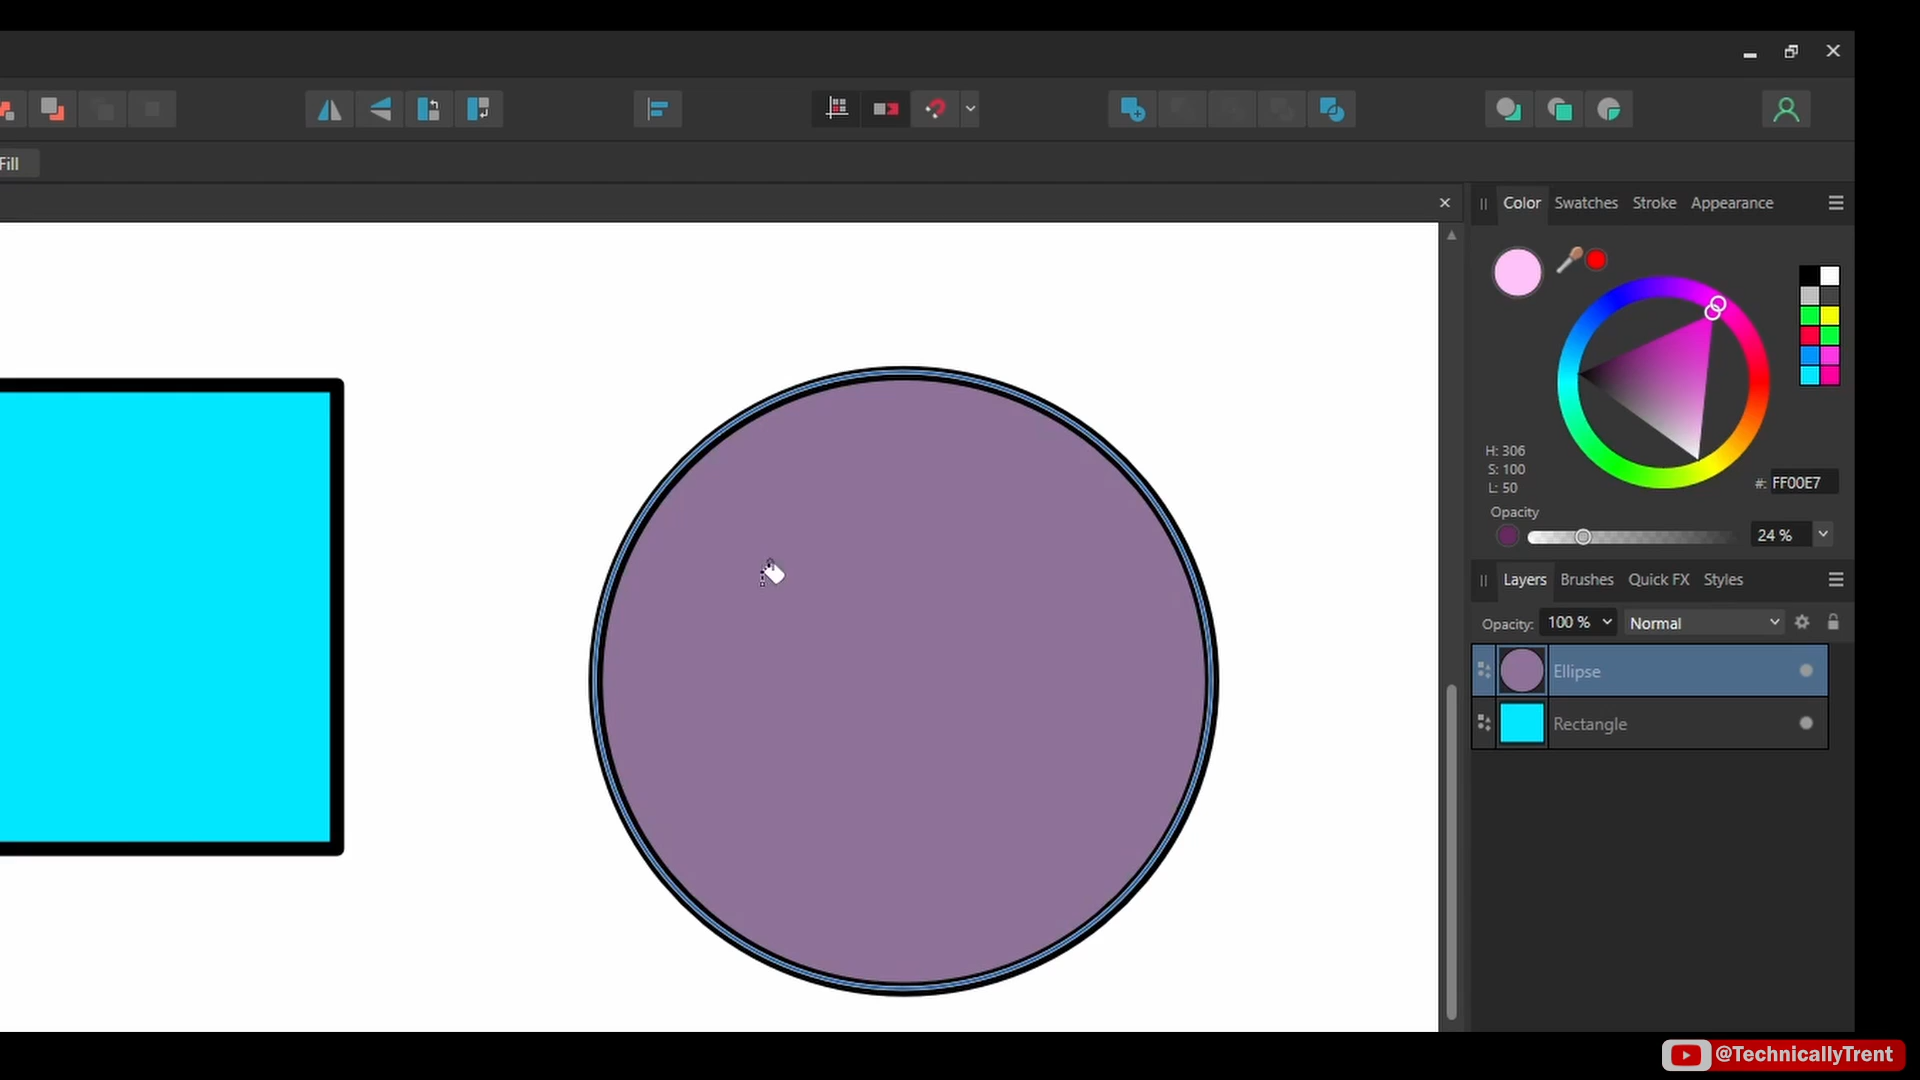 Fill
Color Swatches Stroke Appearance
H: 306
S: 100
L: 50
#: FF00E7
Opacity
24 %
Layers Brushes Quick FX Styles
Opacity: 100 % Normal
Ellipse
Rectangle
@TechnicallyTrent